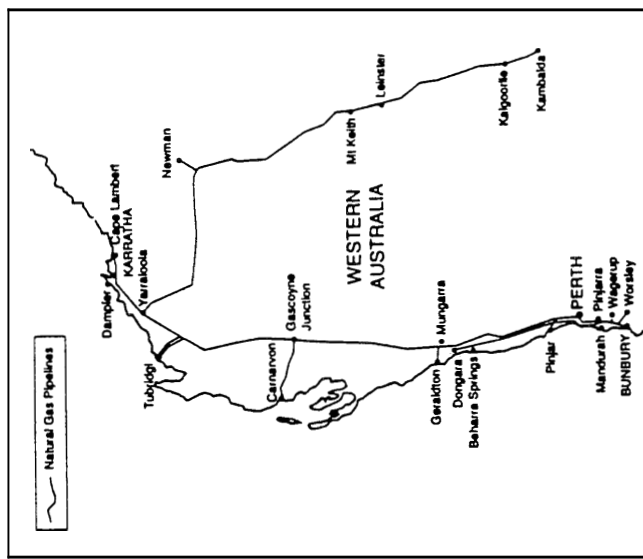 Natural Gas Pipelines
Dampier
Cape Lambert
KARRATHA
Yarraloola
Tubridgi
Newman
Carnarvon
Gascoyne
Junction
WESTERN
AUSTRALIA
Mt Keith
Leinster
Kalgoorlie
Kambalda
Geraldton
Mungarra
Dongara
Beharra Springs
Pinjar
PERTH
Mandurah
Pinjarra
Wagerup
BUNBURY
Worsley